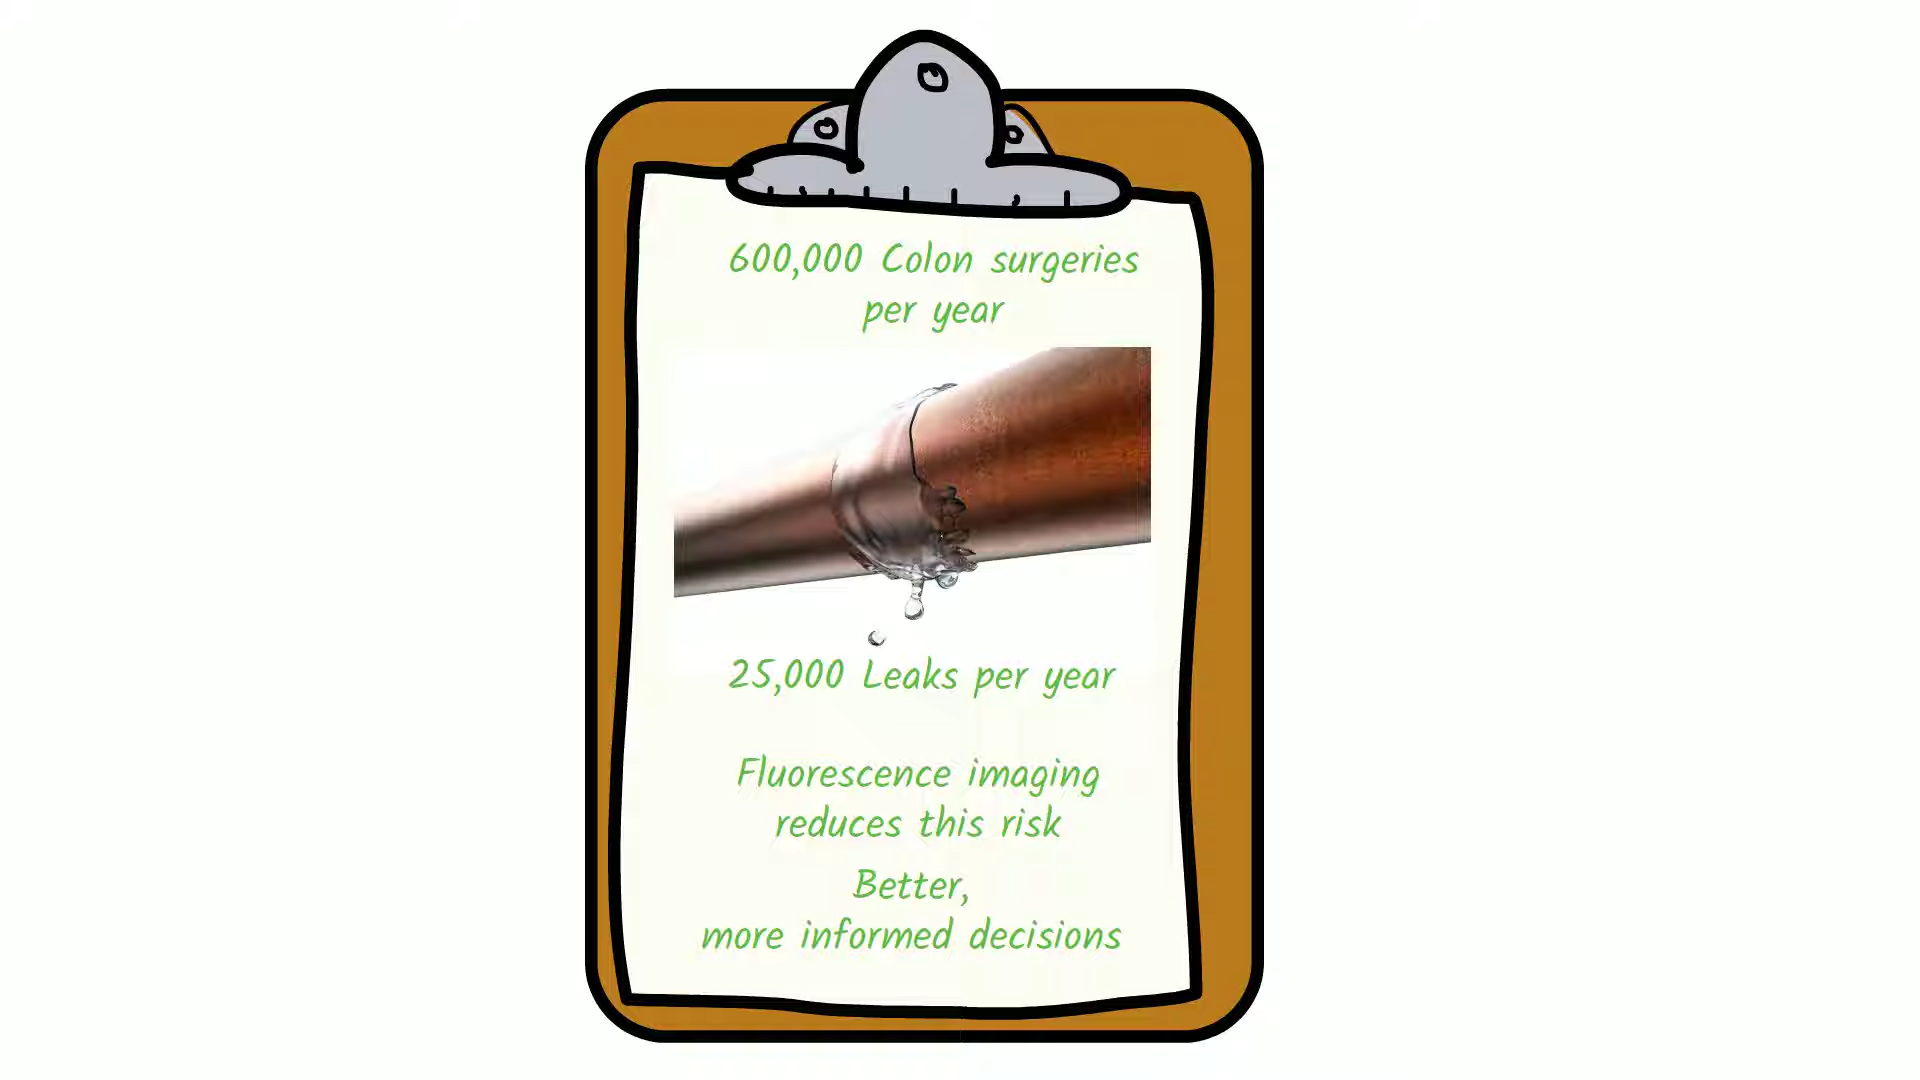 600,000 Colon surgeries
per year
25,000 Leaks per year
Fluorescence imaging
reduces this risk
Better,
more informed decisions